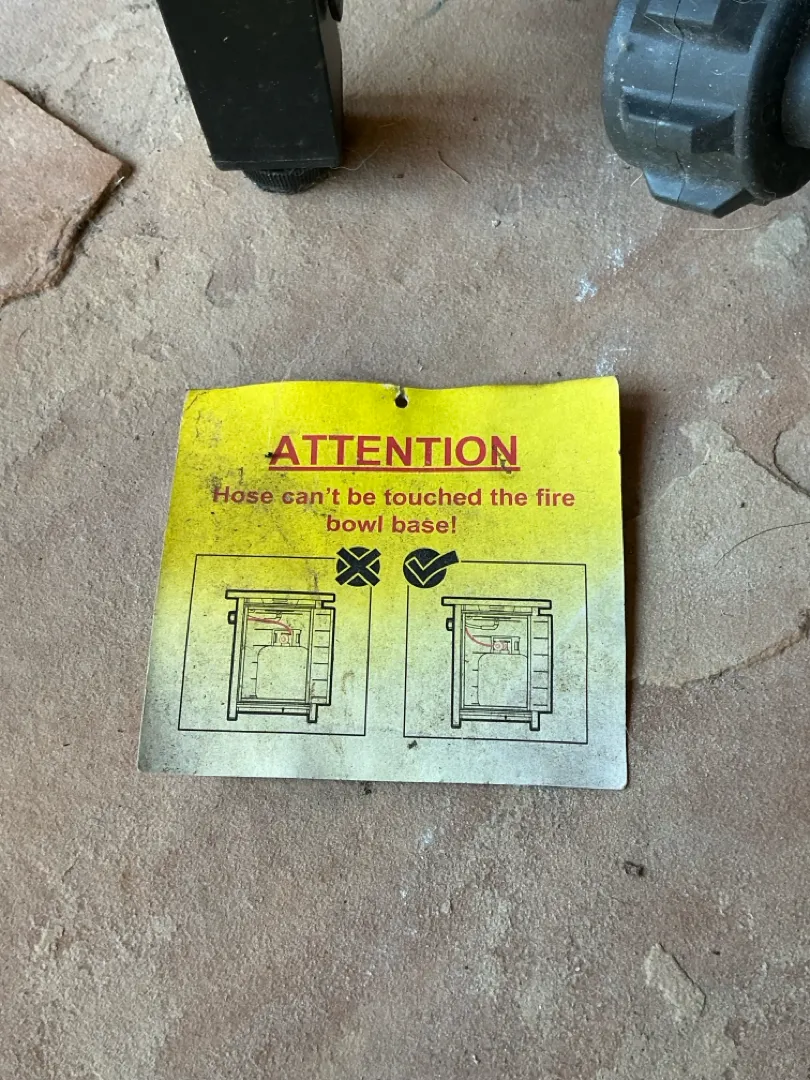 ATTENTION
Hose can't be touched the fire
bowl base!